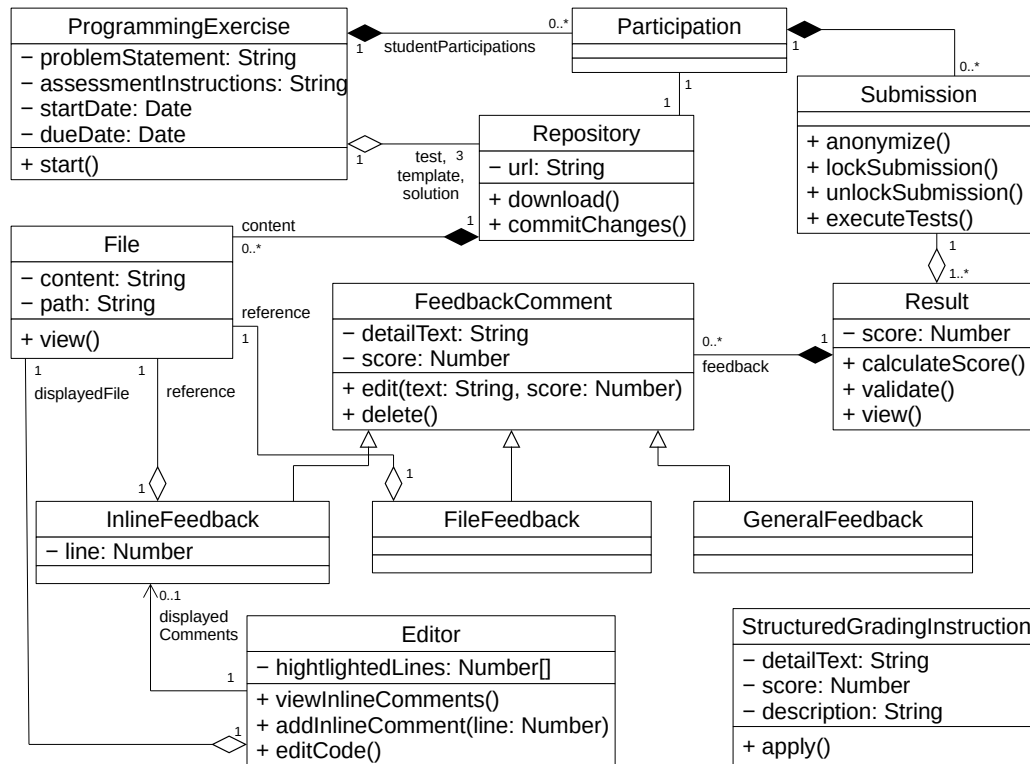 ProgrammingExercise
− problemStatement: String
− assessmentInstructions: String
− startDate: Date
− dueDate: Date
+ start()
1
studentParticipations
0..*
Participation
1
0..*
1
1
Submission
+ anonymize()
+ lockSubmission()
+ unlockSubmission()
+ executeTests()
1
test, 3
template,
solution
Repository
− url: String
+ download()
+ commitChanges()
content
0..*
1
File
− content: String
− path: String
+ view()
1
1..*
Result
− score: Number
+ calculateScore()
+ validate()
+ view()
FeedbackComment
− detailText: String
− score: Number
+ edit(text: String, score: Number)
+ delete()
0..*
feedback
1
reference
1
1
displayedFile
1
reference
1
1
InlineFeedback
− line: Number
FileFeedback
GeneralFeedback
0..1
displayed
Comments
1
Editor
− hightlightedLines: Number[]
+ viewInlineComments()
+ addInlineComment(line: Number)
+ editCode()
1
StructuredGradingInstruction
− detailText: String
− score: Number
− description: String
+ apply()